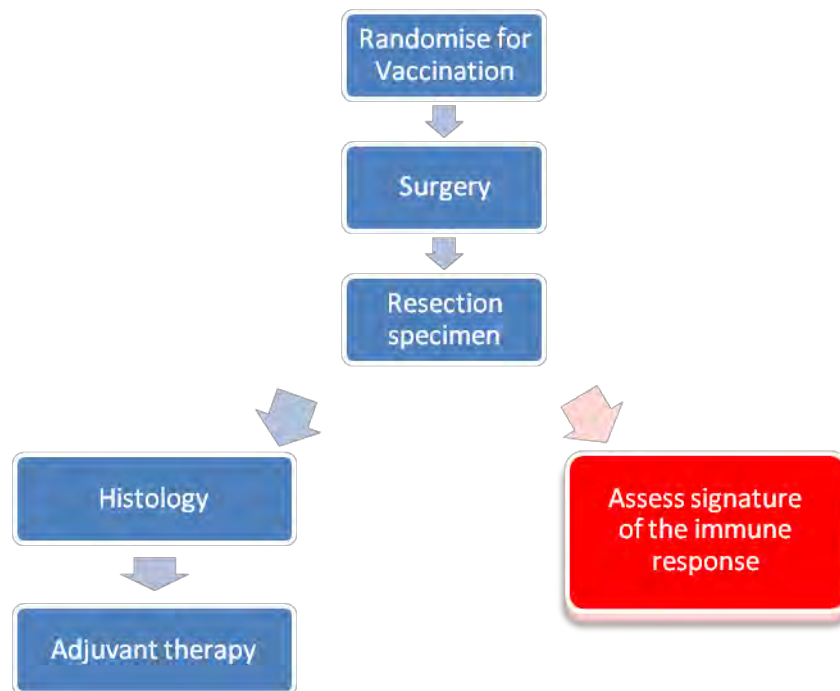 Randomise for
Vaccination
Surgery
Resection
specimen
Histology
Assess signature
of the immune
response
Adjuvant therapy